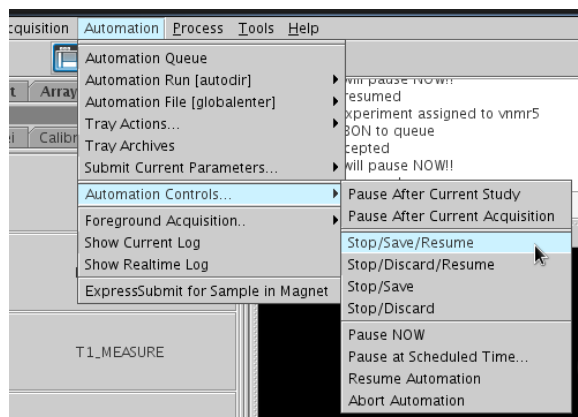 cquisition Automation Process Tools Help
Automation Queue
Automation Run [autodir]
Automation File [globalenter]
Tray Actions...
Tray Archives
Submit Current Parameters...
Automation Controls...
Foreground Acquisition..
Show Current Log
Show Realtime Log
ExpressSubmit for Sample in Magnet
t Array
Calibr
will pause NOW!!
resumed
xperiment assigned to vnmr5
SON to queue
cepted
will pause NOW!!
Pause After Current Study
Pause After Current Acquisition
Stop/Save/Resume
Stop/Discard/Resume
Stop/Save
Stop/Discard
Pause NOW
Pause at Scheduled Time...
Resume Automation
Abort Automation
T1_MEASURE